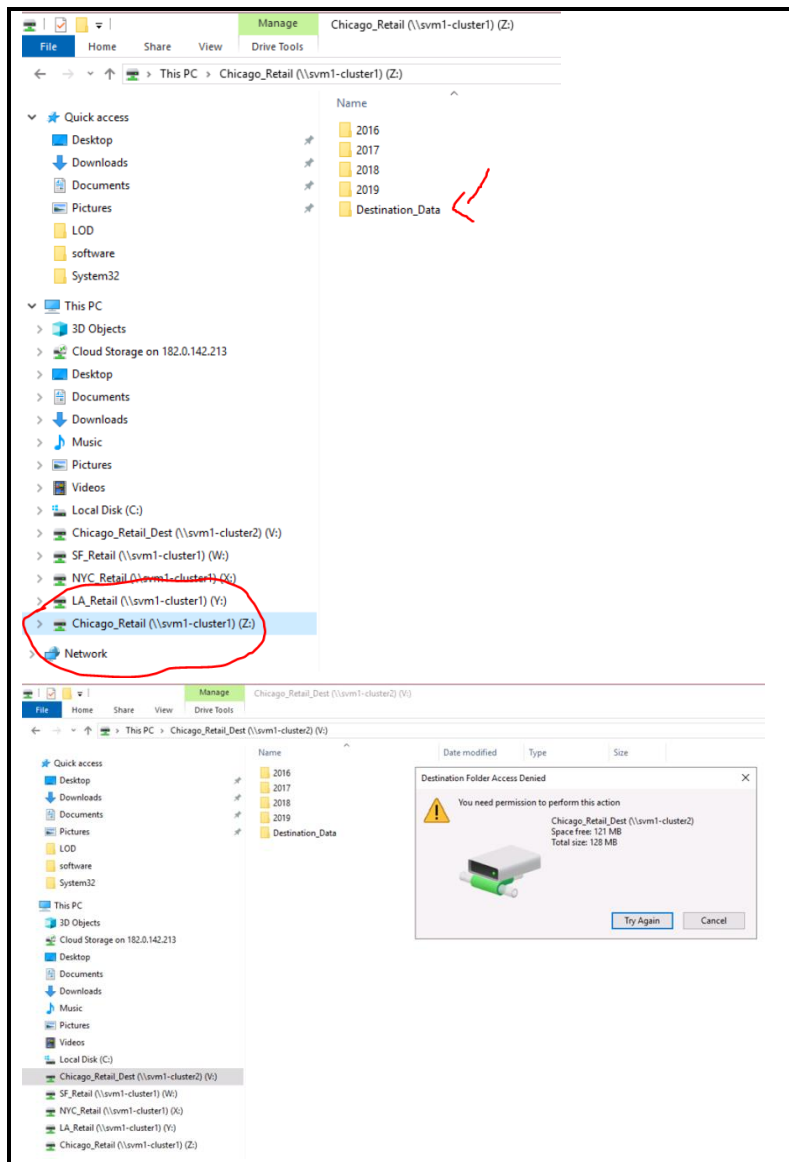 Manage
Chicago_Retail (\\svm1-cluster1) (Z:)
File Home Share View Drive Tools
This PC > Chicago_Retail (\\svm1-cluster1) (Z:)
Name
Quick access
Desktop
Downloads
Documents
Pictures
LOD
software
System32
2016
2017
2018
2019
Destination_Data
This PC
3D Objects
Cloud Storage on 182.0.142.213
Desktop
Documents
Downloads
Music
Pictures
Videos
Local Disk (C:)
Chicago_Retail_Dest (\\svm1-cluster2) (V:)
SF_Retail (\\svm1-cluster1) (W:)
NYC_Retail (\\svm1-cluster1) (X:)
LA_Retail (\\svm1-cluster1) (Y:)
Chicago_Retail (\\svm1-cluster1) (Z:)
Network
Manage
Chicago_Retail_Dest (\\svm1-cluster2) (V:)
File Home Share View Drive Tools
This PC > Chicago_Retail_Dest (\\svm1-cluster2) (V:)
Name Date modified Type Size
Quick access
Desktop
Downloads
Documents
Pictures
LOD
software
System32
2016
2017
2018
2019
Destination_Data
Destination Folder Access Denied
You need permission to perform this action
Chicago_Retail_Dest (\\svm1-cluster2)
Space free: 121 MB
Total size: 128 MB
Try Again Cancel
This PC
3D Objects
Cloud Storage on 182.0.142.213
Desktop
Documents
Downloads
Music
Pictures
Videos
Local Disk (C:)
Chicago_Retail_Dest (\\svm1-cluster2) (V:)
SF_Retail (\\svm1-cluster1) (W:)
NYC_Retail (\\svm1-cluster1) (X:)
LA_Retail (\\svm1-cluster1) (Y:)
Chicago_Retail (\\svm1-cluster1) (Z:)